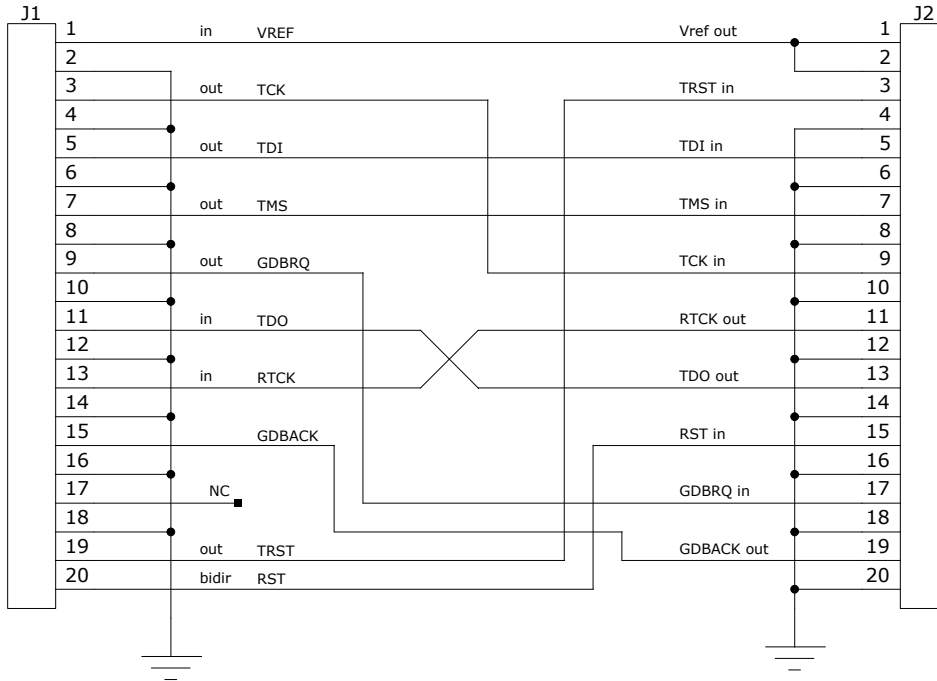 J1 J2
1 in VREF Vref out 1
2 2
3 out TCK TRST in 3
4 4
5 out TDI TDI in 5
6 6
7 out TMS TMS in 7
8 8
9 out GDBRQ TCK in 9
10 10
11 in TDO RTCK out 11
12 12
13 in RTCK TDO out 13
14 14
15 GDBACK RST in 15
16 16
17 NC GDBRQ in 17
18 18
19 out TRST GDBACK out 19
20 bidir RST 20